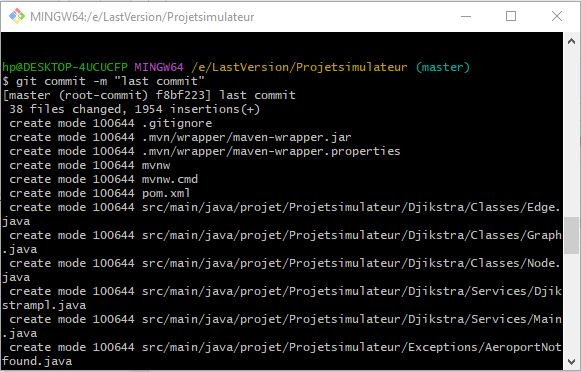 MINGW64:/e/LastVersion/Projetsimulateur
hp@DESKTOP-4UCUCFP MINGW64 /e/LastVersion/Projetsimulateur (master)
$ git commit -m "last commit"
[master (root-commit) f8bf223] last commit
 38 files changed, 1954 insertions(+)
 create mode 100644 .gitignore
 create mode 100644 .mvn/wrapper/maven-wrapper.jar
 create mode 100644 .mvn/wrapper/maven-wrapper.properties
 create mode 100644 mvnw
 create mode 100644 mvnw.cmd
 create mode 100644 pom.xml
 create mode 100644 src/main/java/projet/Projetsimulateur/Djikstra/Classes/Edge.
java
 create mode 100644 src/main/java/projet/Projetsimulateur/Djikstra/Classes/Graph
.java
 create mode 100644 src/main/java/projet/Projetsimulateur/Djikstra/Classes/Node.
java
 create mode 100644 src/main/java/projet/Projetsimulateur/Djikstra/Services/Djik
strampl.java
 create mode 100644 src/main/java/projet/Projetsimulateur/Djikstra/Services/Main
.java
 create mode 100644 src/main/java/projet/Projetsimulateur/Exceptions/AeroportNot
found.java